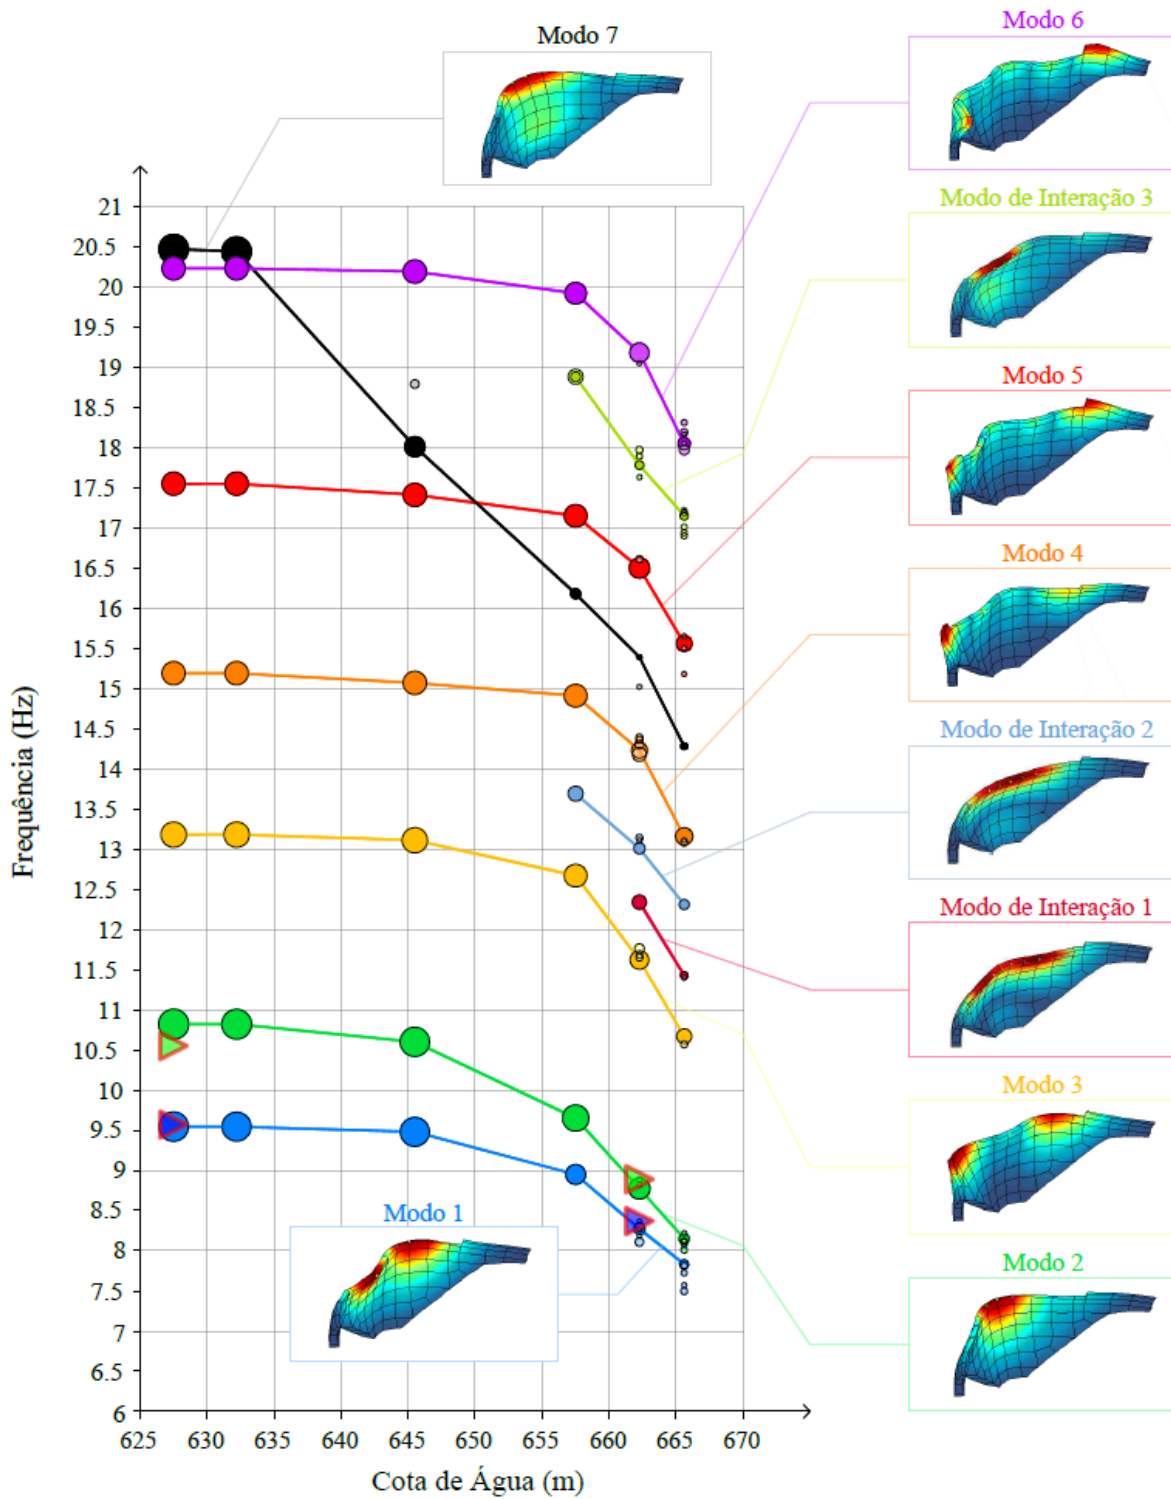 Modo 6
Modo 7
Modo de Interação 3
21
20.5
20
19.5
19
18.5
18
17.5
17
16.5
16
15.5
15
14.5
14
13.5
13
12.5
12
11.5
11
10.5
10
9.5
9
8.5
8
7.5
7
6.5
6
Frequência (Hz)
Modo 5
Modo 4
Modo de Interação 2
Modo de Interação 1
Modo 3
Modo 1
Modo 2
625 630 635 640 645 650 655 660 665 670
Cota de Água (m)